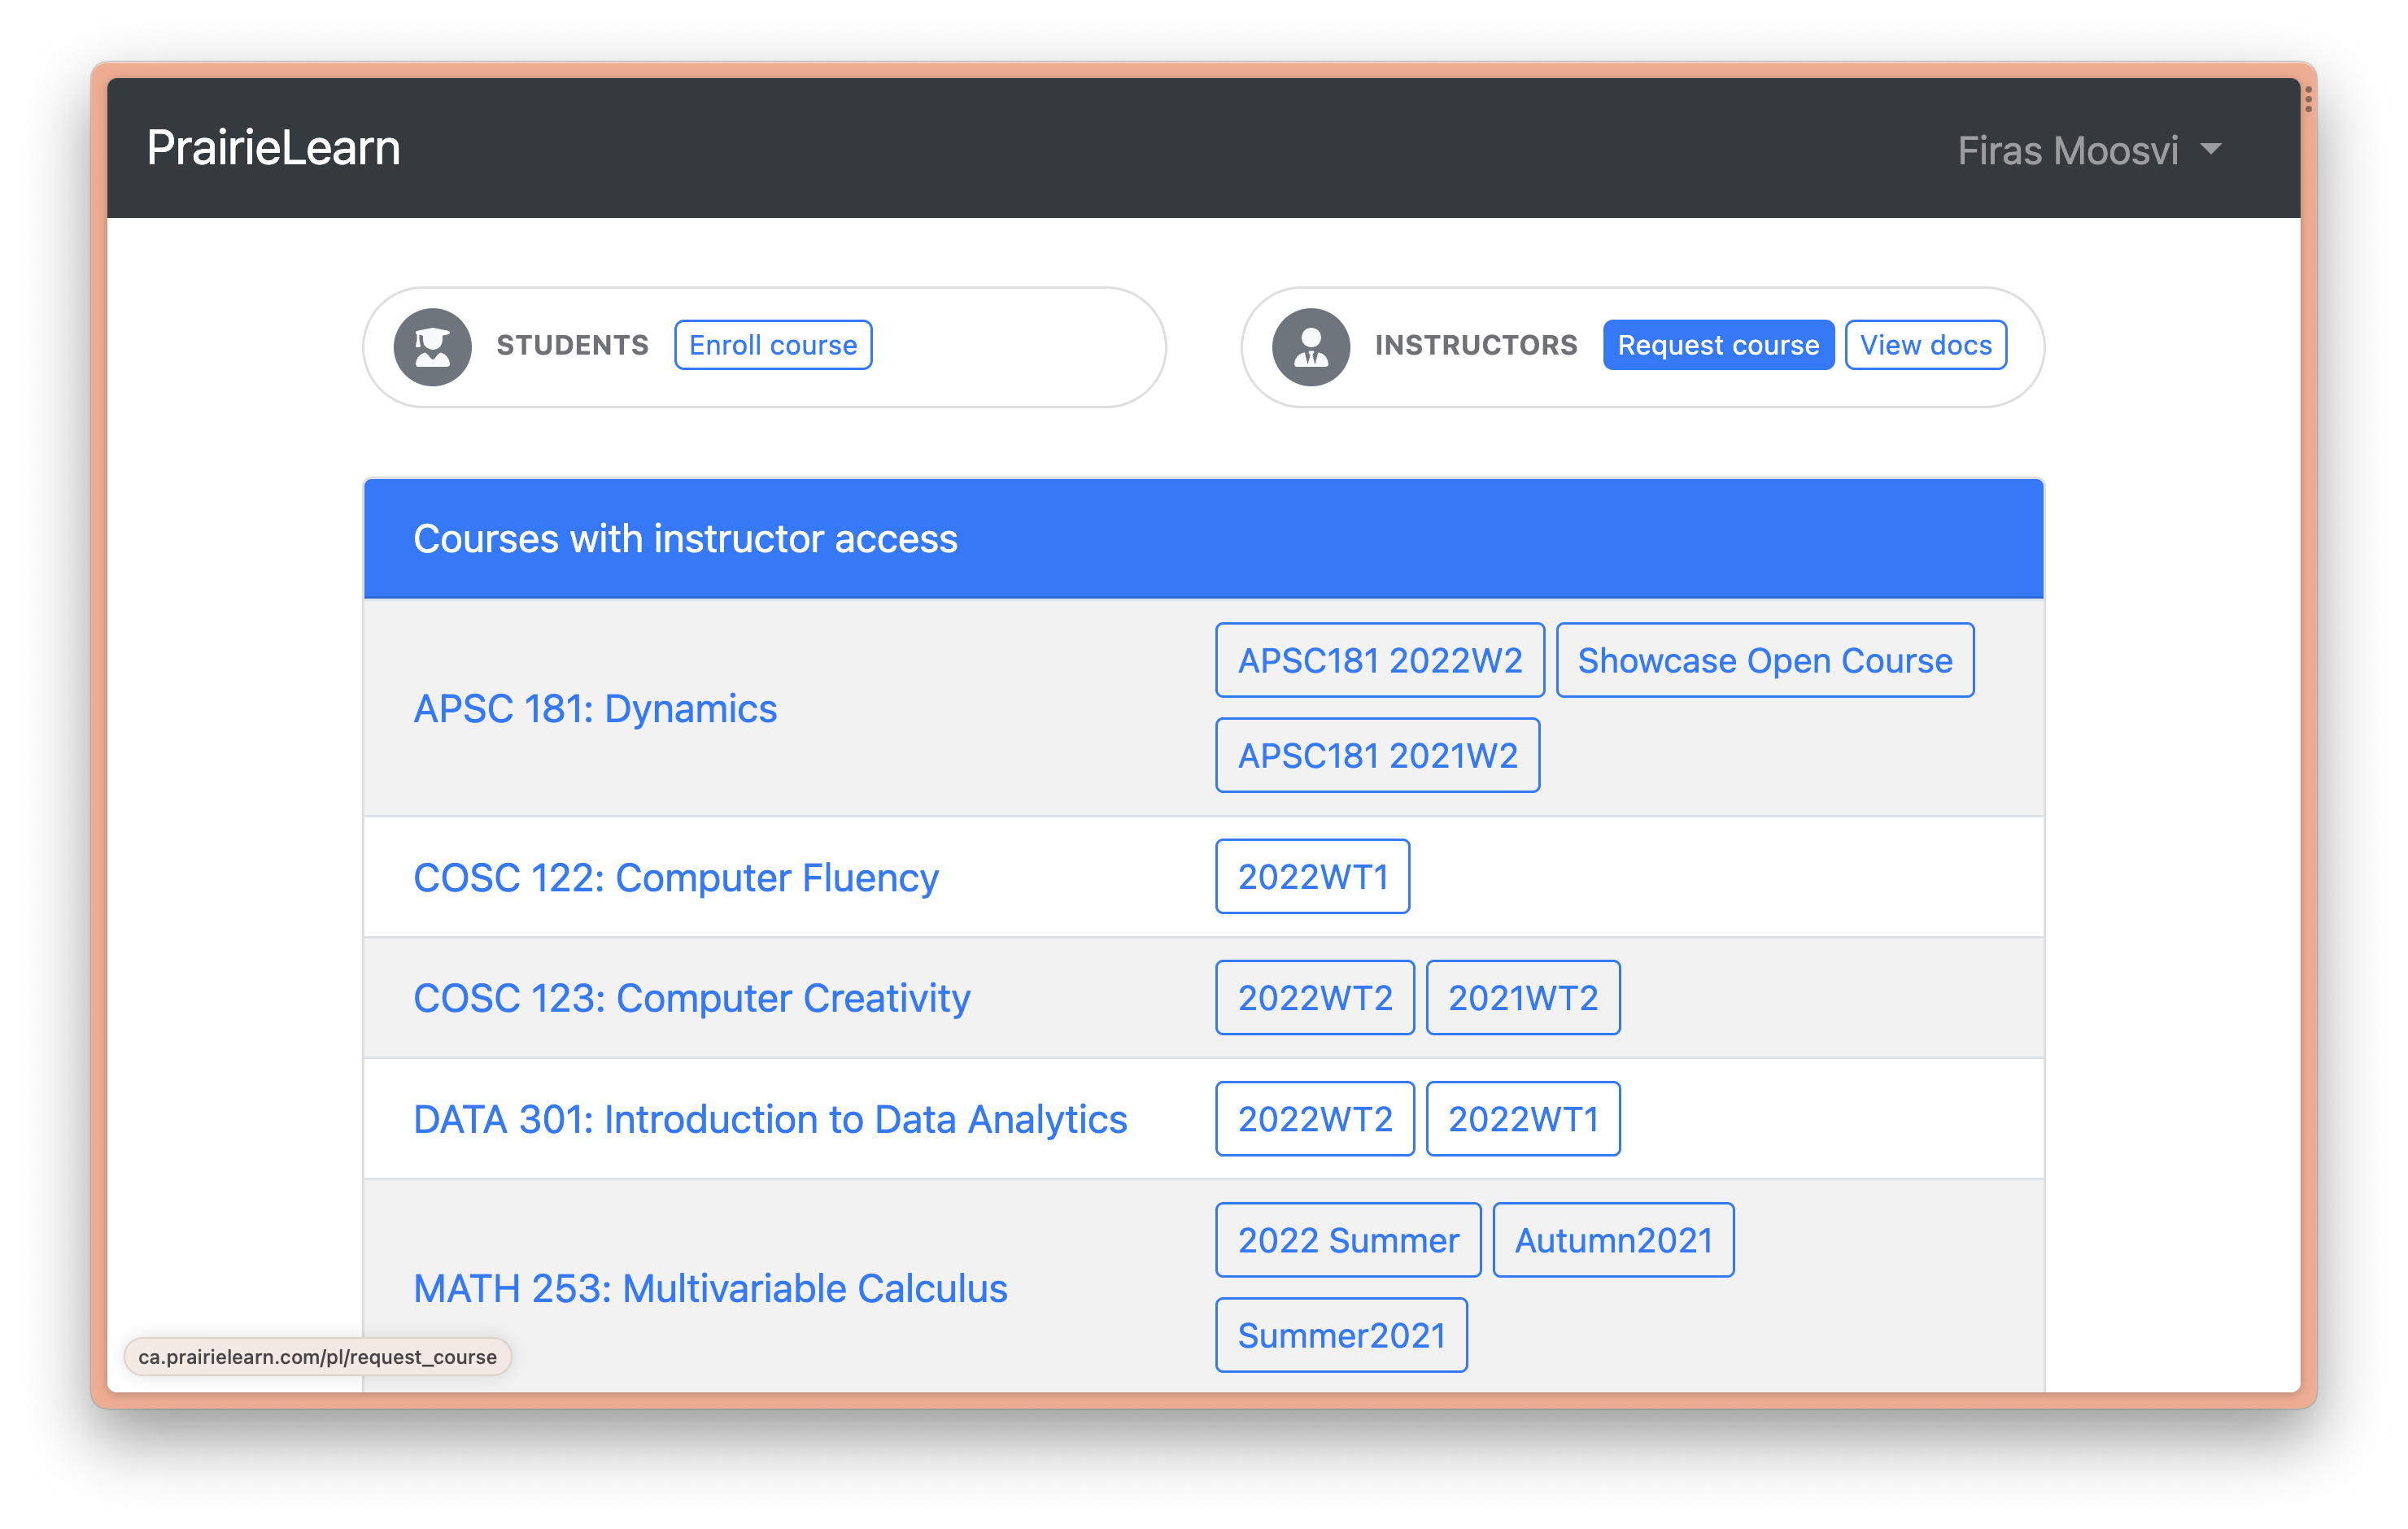 PrairieLearn
Firas Moosvi
STUDENTS Enroll course
INSTRUCTORS Request course View docs
Courses with instructor access
APSC 181: Dynamics
APSC181 2022W2 Showcase Open Course
APSC181 2021W2
COSC 122: Computer Fluency
2022WT1
COSC 123: Computer Creativity
2022WT2 2021WT2
DATA 301: Introduction to Data Analytics
2022WT2 2022WT1
MATH 253: Multivariable Calculus
2022 Summer Autumn2021
Summer2021
ca.prairielearn.com/pl/request_course